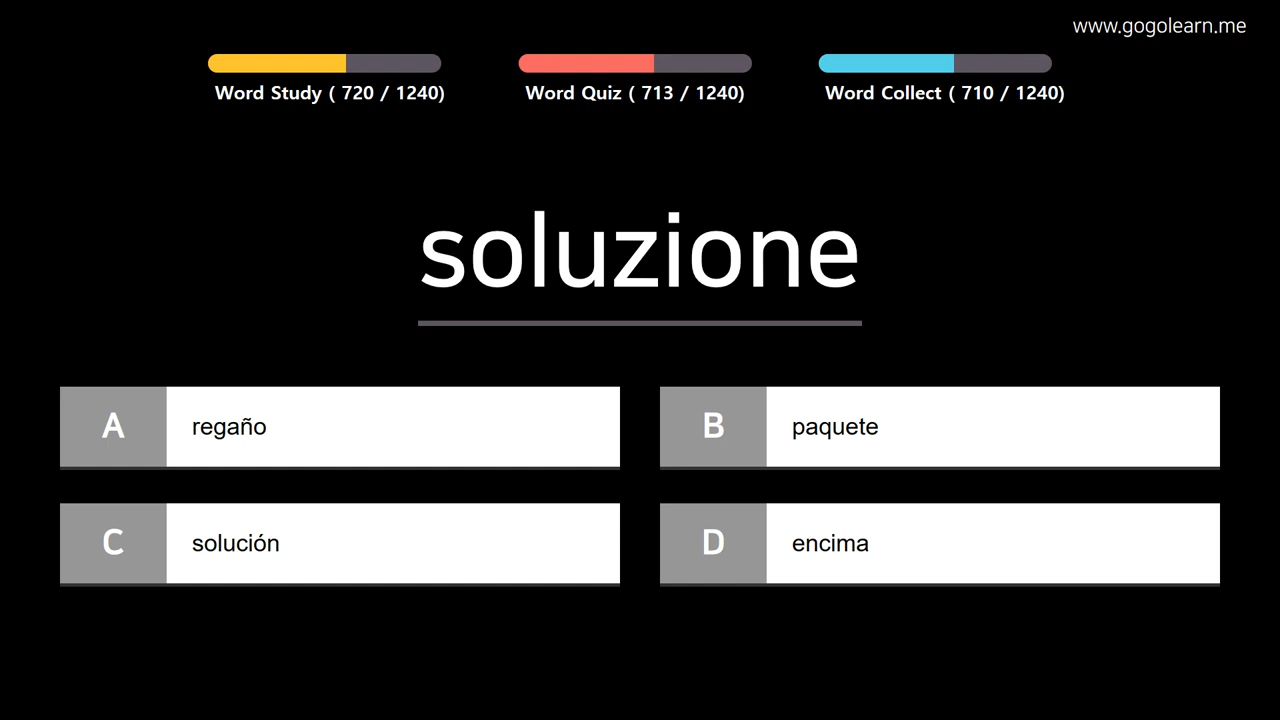 www.gogolearn.me
Word Study ( 720 / 1240)
Word Quiz ( 713 / 1240)
Word Collect ( 710 / 1240)
soluzione
A
regaño
B
paquete
C
solución
D
encima